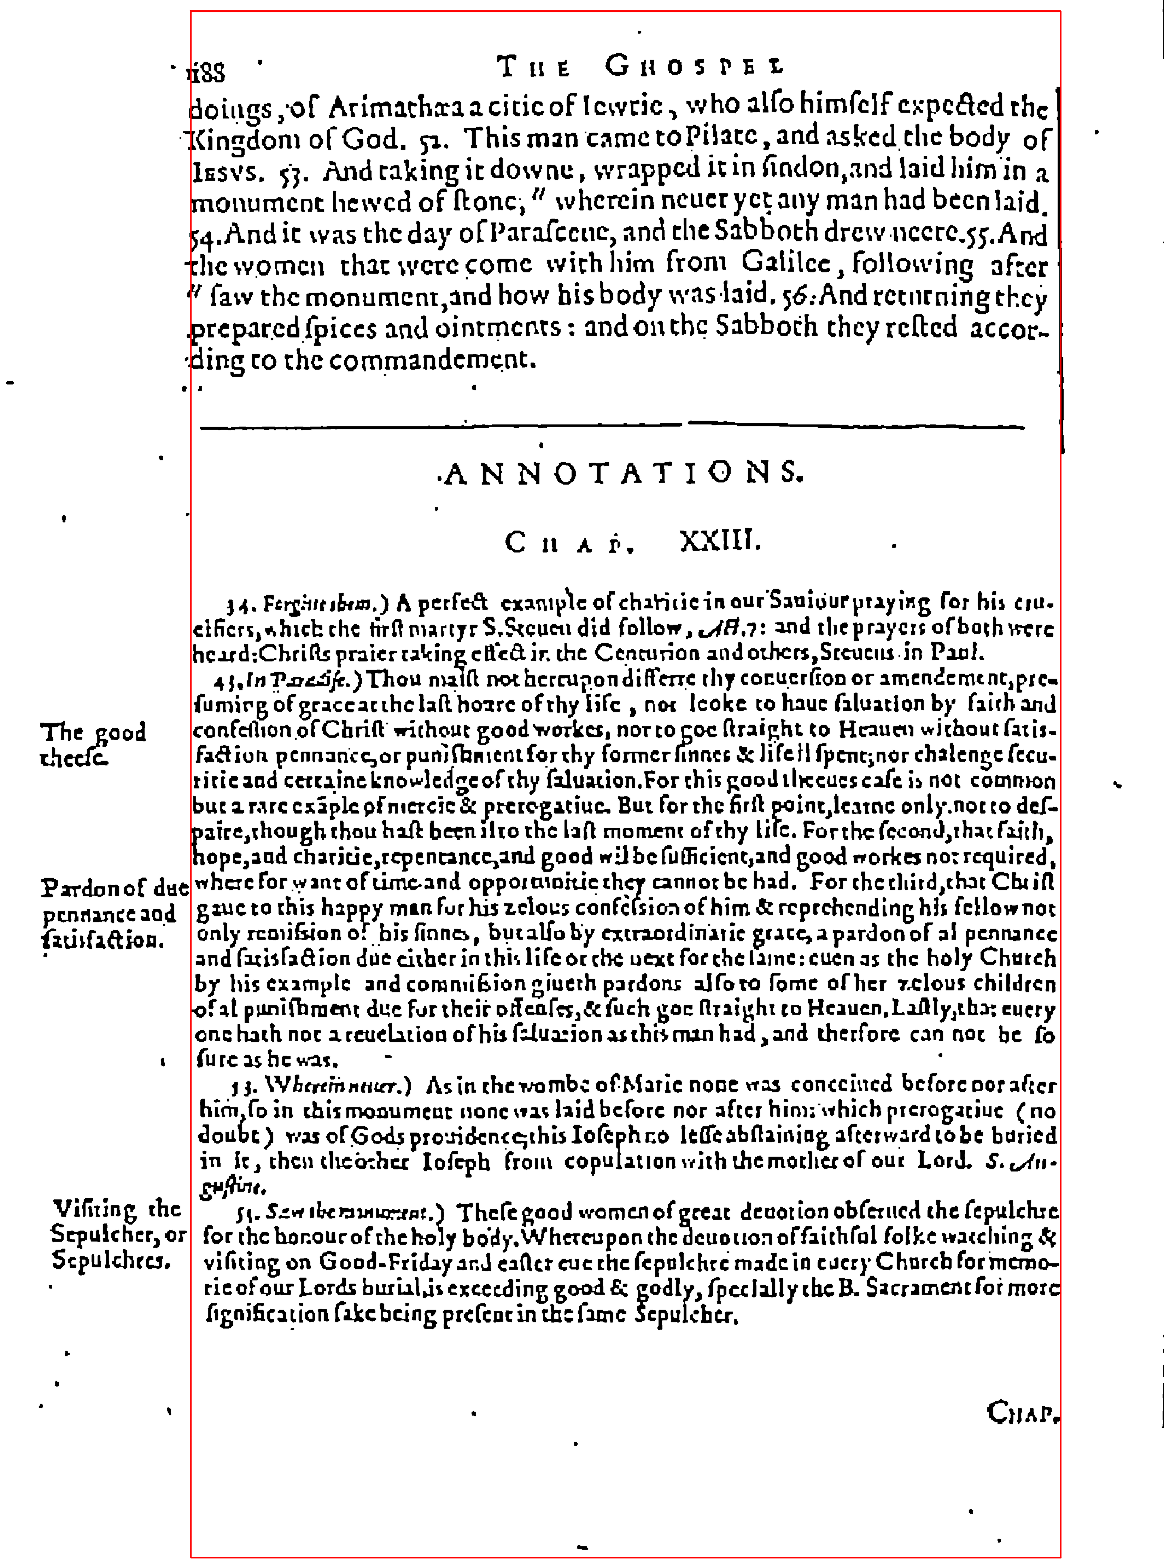 188 THE GHOSPEL
doings, of Arimathæa a citie of Iewrie, who also himself expected the
Kingdom of God. 52. This man came to Pilate, and asked the body of
IESVS. 53. And taking it downe, wrapped it in sindon, and laid him in a
monument hewed of stone, " wherein neuer yet any man had been laid.
54. And it was the day of Parasceue, and the Sabboth drew neere. 55. And
the women that were come with him from Galilee, following after
" saw the monument, and how his body was laid. 56. And returning they
prepared spices and ointments: and on the Sabboth they rested accor-
ding to the commandement.
ANNOTATIONS.
CHAP. XXIII.
34. Forgiue them.) A perfect example of charitie in our Sauiour praying for his cru-
cifiers, which the first martyr S. Steuen did follow, Act. 7: and the prayers of both were
heard: Christs praier taking effect in the Centurion and others, Steuens in Paul.
43. In Paradise.) Thou maist not hereupon differre thy conuersion or amendement, pre-
suming of grace at the last hoare of thy life, not looke to haue saluation by faith and
The good
theefe.
confession of Christ without good workes, nor to goe straight to Heauen without satis-
faction pennance, or punishment for thy former sinnes & life il spent; nor chalenge secu-
ritie and certaine knowledge of thy saluation. For this good theeues case is not common
but a rare exãple of mercie & prerogatiue. But for the first point, learne only not to des-
paire, though thou hast been il to the last moment of thy life. For the second, that faith,
hope, and charitie, repentance, and good wil be sufficient, and good workes not required,
Pardon of due
pennance and
satisfaction.
where for want of time and opportunitie they cannot be had. For the third, that Christ
gaue to this happy man for his zelous confession of him & reprehending his fellow not
only remission of his sinnes, but also by extraordinarie grace, a pardon of al pennance
and satisfaction due either in this life or the next for the same: euen as the holy Church
by his example and commission giueth pardons also to some of her zelous children
of al punishment due for their offenses, & such goe straight to Heauen. Lastly, that euery
one hath not a reuelation of his saluation as this man had, and therfore can not be so
sure as he was.
53. Wherein neuer.) As in the wombe of Marie none was conceiued before nor after
him, so in this monument none was laid before nor after him: which prerogatiue (no
doubt) was of Gods prouidence, this Ioseph no lesse abstaining afterward to be buried
in it, then the other Ioseph from copulation with the mother of our Lord. S. Au-
gustine.
Visiting the
Sepulcher, or
Sepulchres.
55. Saw the monument.) These good women of great deuotion obserued the sepulchre
for the honour of the holy body. Whereupon the deuotion of faithful folke watching &
visiting on Good-Friday and easter eue the sepulchre made in euery Church for memo-
rie of our Lords burial, is exceeding good & godly, specially the B. Sacrament for more
signification sake being present in the same Sepulcher.
CHAP.